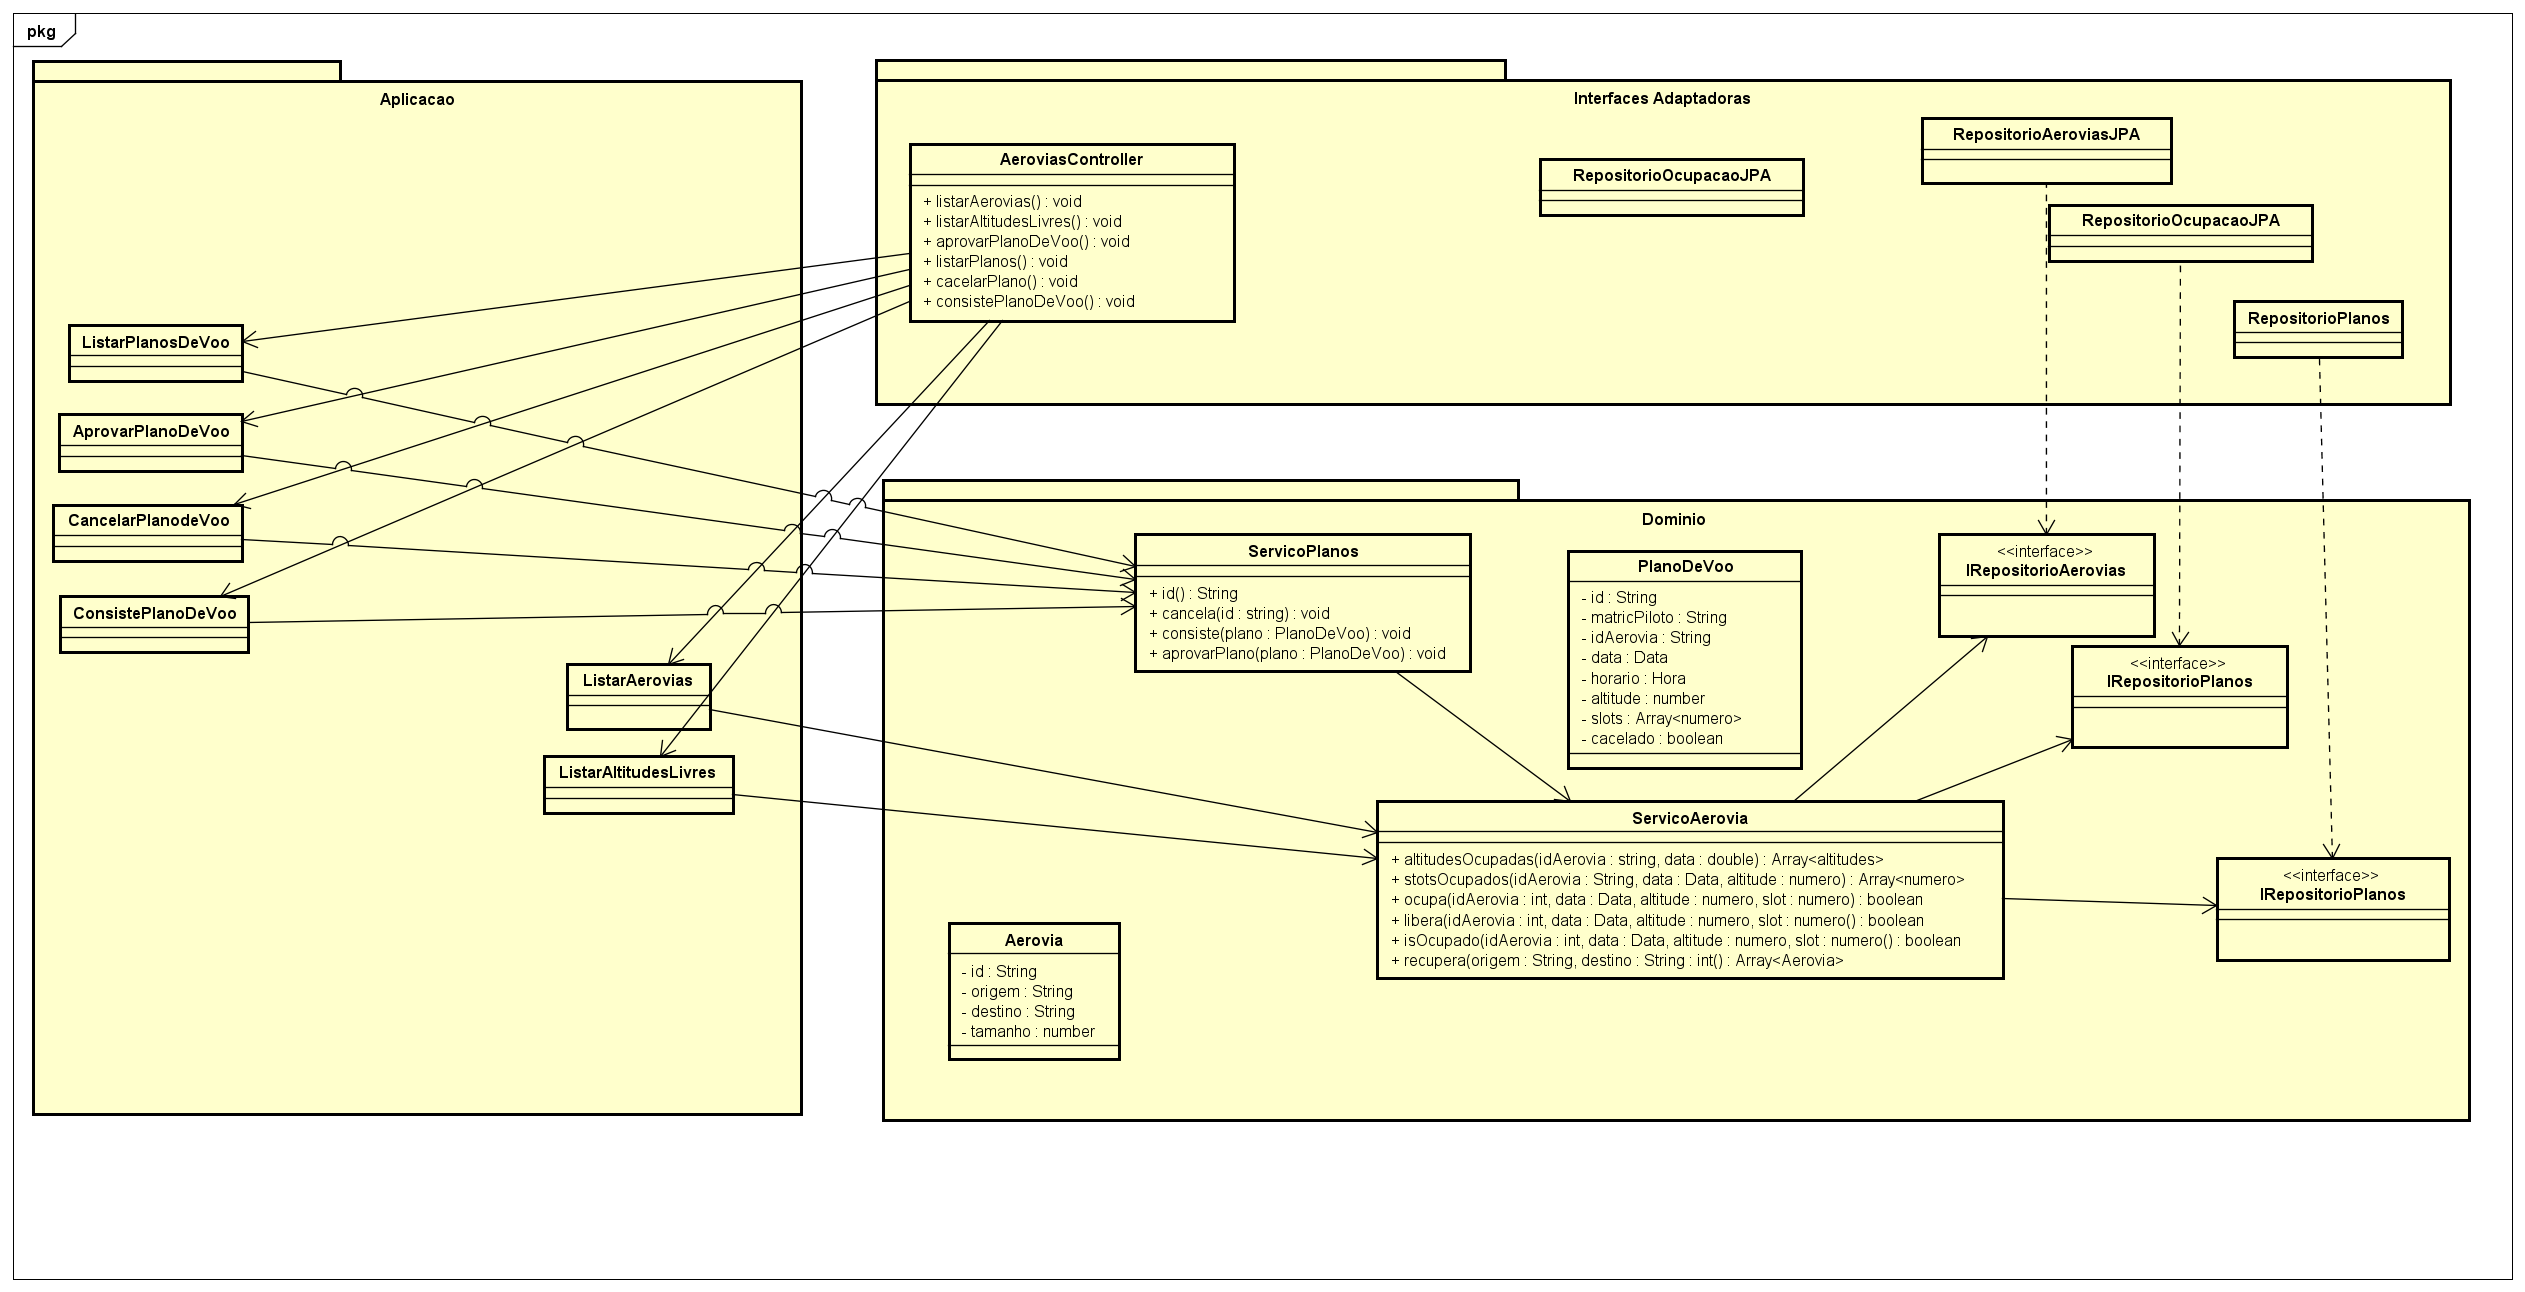 pkg
Aplicacao
ListarPlanosDeVoo
AprovarPlanoDeVoo
CancelarPlanodeVoo
ConsistePlanoDeVoo
ListarAerovias
ListarAltitudesLivres
Interfaces Adaptadoras
AeroviasController
+ listarAerovias() : void
+ listarAltitudesLivres() : void
+ aprovarPlanoDeVoo() : void
+ listarPlanos() : void
+ cacelarPlano() : void
+ consistePlanoDeVoo() : void
RepositorioOcupacaoJPA
RepositorioAeroviasJPA
RepositorioOcupacaoJPA
RepositorioPlanos
Dominio
ServicoPlanos
+ id() : String
+ cancela(id : string) : void
+ consiste(plano : PlanoDeVoo) : void
+ aprovarPlano(plano : PlanoDeVoo) : void
PlanoDeVoo
- id : String
- matricPiloto : String
- idAerovia : String
- data : Data
- horario : Hora
- altitude : number
- slots : Array<numero>
- cacelado : boolean
<<interface>>
IRepositorioAerovias
<<interface>>
IRepositorioPlanos
ServicoAerovia
+ altitudesOcupadas(idAerovia : string, data : double) : Array<altitudes>
+ stotsOcupados(idAerovia : String, data : Data, altitude : numero) : Array<numero>
+ ocupa(idAerovia : int, data : Data, altitude : numero, slot : numero) : boolean
+ libera(idAerovia : int, data : Data, altitude : numero, slot : numero() : boolean
+ isOcupado(idAerovia : int, data : Data, altitude : numero, slot : numero() : boolean
+ recupera(origem : String, destino : String : int() : Array<Aerovia>
<<interface>>
IRepositorioPlanos
Aerovia
- id : String
- origem : String
- destino : String
- tamanho : number